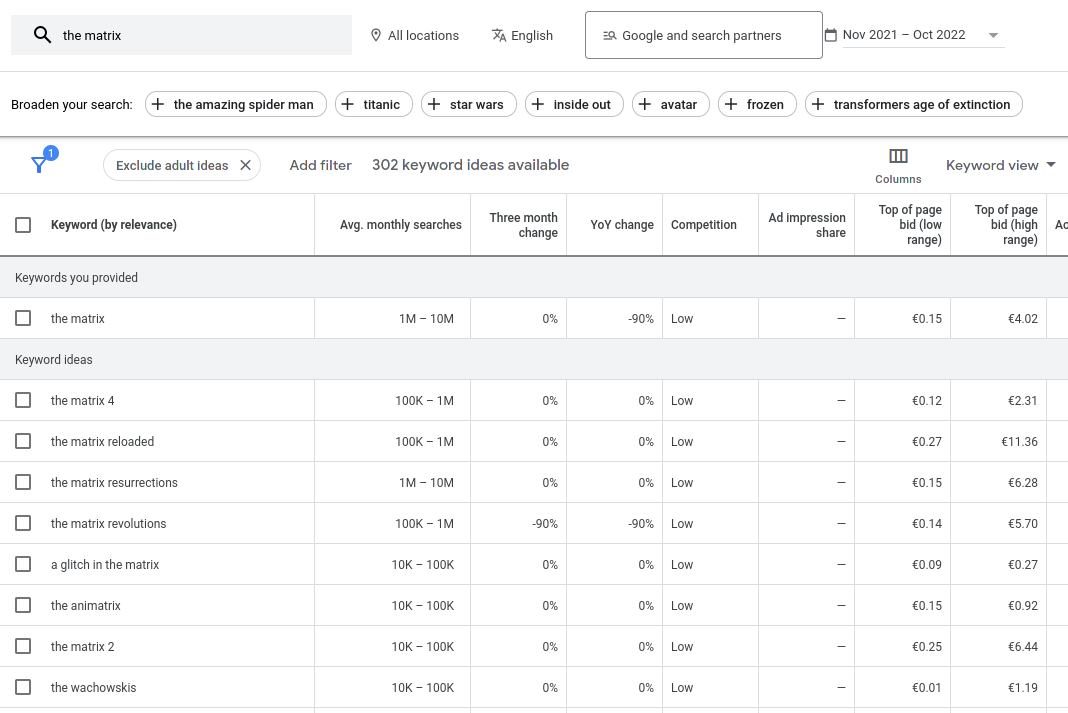 the matrix
All locations
English
Google and search partners
Nov 2021 – Oct 2022
Broaden your search:
the amazing spider man
titanic
star wars
inside out
avatar
frozen
transformers age of extinction
1
Exclude adult ideas
Add filter
302 keyword ideas available
Columns
Keyword view
Keyword (by relevance)
Avg. monthly searches
Three month
change
YoY change
Competition
Ad impression
share
Top of page
bid (low
range)
Top of page
bid (high
range)
Ac
Keywords you provided
the matrix 1M – 10M 0% -90% Low — €0.15 €4.02
Keyword ideas
the matrix 4 100K – 1M 0% 0% Low — €0.12 €2.31
the matrix reloaded 100K – 1M 0% 0% Low — €0.27 €11.36
the matrix resurrections 1M – 10M 0% 0% Low — €0.15 €6.28
the matrix revolutions 100K – 1M -90% -90% Low — €0.14 €5.70
a glitch in the matrix 10K – 100K 0% 0% Low — €0.09 €0.27
the animatrix 10K – 100K 0% 0% Low — €0.15 €0.92
the matrix 2 10K – 100K 0% 0% Low — €0.25 €6.44
the wachowskis 10K – 100K 0% 0% Low — €0.01 €1.19